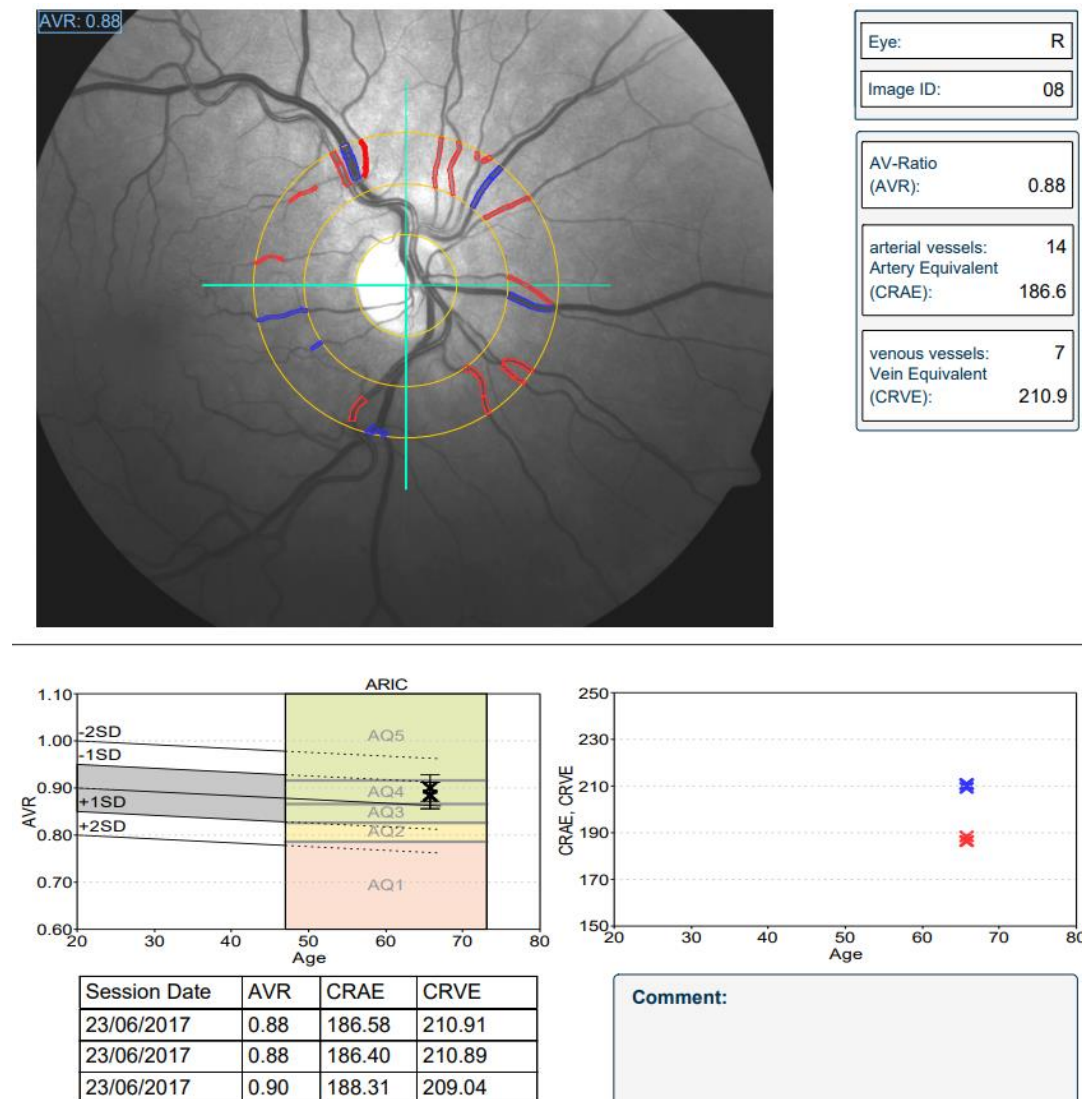 AVR: 0.88
Eye: R
Image ID: 08
AV-Ratio
(AVR): 0.88
arterial vessels: 14
Artery Equivalent
(CRAE): 186.6
venous vessels: 7
Vein Equivalent
(CRVE): 210.9
ARIC
1.10
1.00
0.90
0.80
0.70
0.60
AVR
-2SD
-1SD
+1SD
+2SD
AQ5
AQ4
AQ3
AQ2
AQ1
20 30 40 50 60 70 80
Age
250
230
210
190
170
150
CRAE, CRVE
20 30 40 50 60 70 80
Age
Session Date AVR CRAE CRVE
23/06/2017 0.88 186.58 210.91
23/06/2017 0.88 186.40 210.89
23/06/2017 0.90 188.31 209.04
Comment: